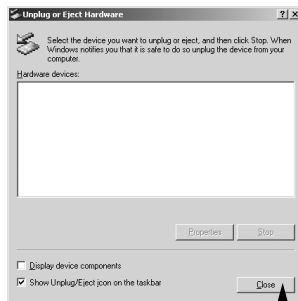 Unplug or Eject Hardware
Select the device you want to unplug or eject, and then click Stop. When
Windows notifies you that it is safe to do so unplug the device from your
computer.
Hardware devices:
Properties Stop
Display device components
Show Unplug/Eject icon on the taskbar
Close